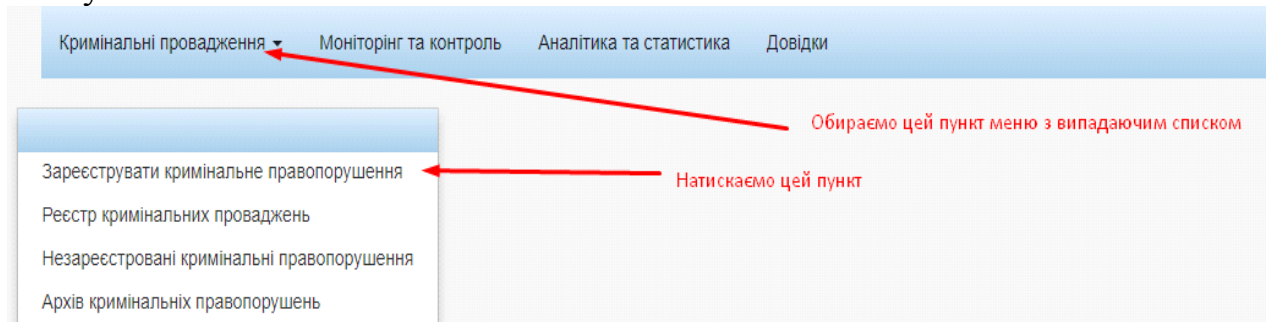 Кримінальні провадження Моніторінг та контроль Аналітика та статистика Довідки
Обираємо цей пункт меню з випадаючим списком
Зареєструвати кримінальне правопорушення
Натискаємо цей пункт
Реєстр кримінальних проваджень
Незареєстровані кримінальні правопорушення
Архів кримінальніх правопорушень